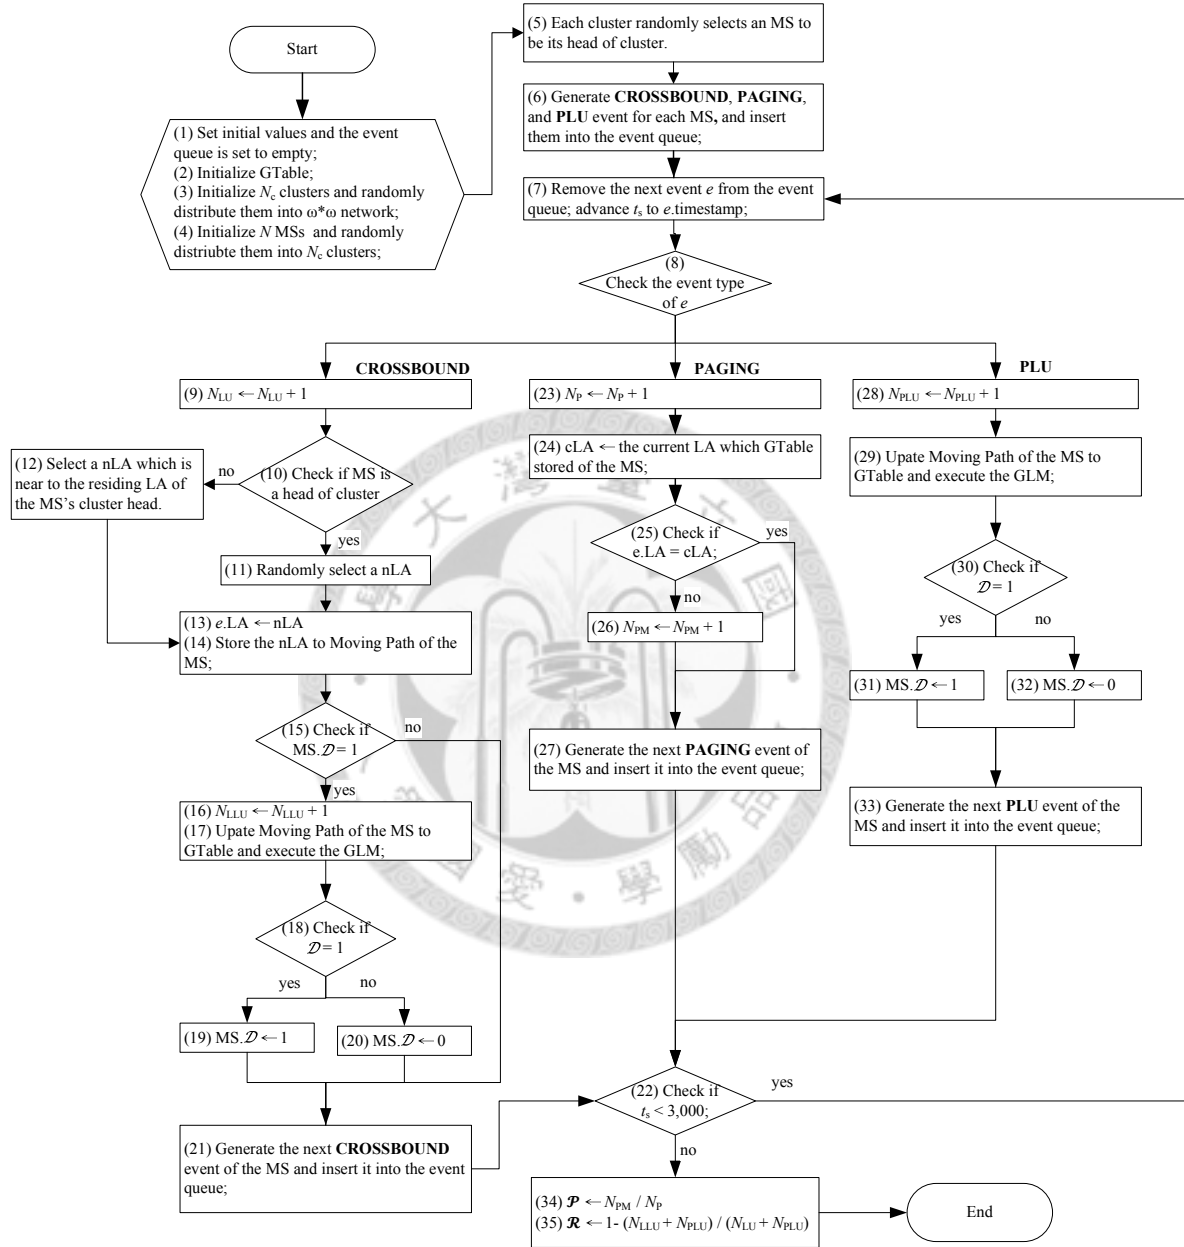 Start
(1) Set initial values and the event
queue is set to empty;
(2) Initialize GTable;
(3) Initialize Nc clusters and randomly
distribute them into ω*ω network;
(4) Initialize N MSs and randomly
distriubte them into Nc clusters;
(5) Each cluster randomly selects an MS to
be its head of cluster.
(6) Generate CROSSBOUND, PAGING,
and PLU event for each MS, and insert
them into the event queue;
(7) Remove the next event e from the event
queue; advance ts to e.timestamp;
(8)
Check the event type
of e
CROSSBOUND
(9) NLU ← NLU + 1
(10) Check if MS is
a head of cluster
no
(12) Select a nLA which is
near to the residing LA of
the MS's cluster head.
yes
(11) Randomly select a nLA
(13) e.LA ← nLA
(14) Store the nLA to Moving Path of the
MS;
(15) Check if
MS.𝒟 = 1
no
yes
(16) NLLU ← NLLU + 1
(17) Upate Moving Path of the MS to
GTable and execute the GLM;
(18) Check if
𝒟 = 1
yes
no
(19) MS.𝒟 ← 1
(20) MS.𝒟 ← 0
(21) Generate the next CROSSBOUND
event of the MS and insert it into the event
queue;
PAGING
(23) NP ← NP + 1
(24) cLA ← the current LA which GTable
stored of the MS;
(25) Check if
e.LA = cLA;
yes
no
(26) NPM ← NPM + 1
(27) Generate the next PAGING event of
the MS and insert it into the event queue;
PLU
(28) NPLU ← NPLU + 1
(29) Upate Moving Path of the MS to
GTable and execute the GLM;
(30) Check if
𝒟 = 1
yes
no
(31) MS.𝒟 ← 1
(32) MS.𝒟 ← 0
(33) Generate the next PLU event of the
MS and insert it into the event queue;
(22) Check if
ts < 3,000;
yes
no
(34) 𝓟 ← NPM / NP
(35) 𝓡 ← 1- (NLLU + NPLU) / (NLU + NPLU)
End